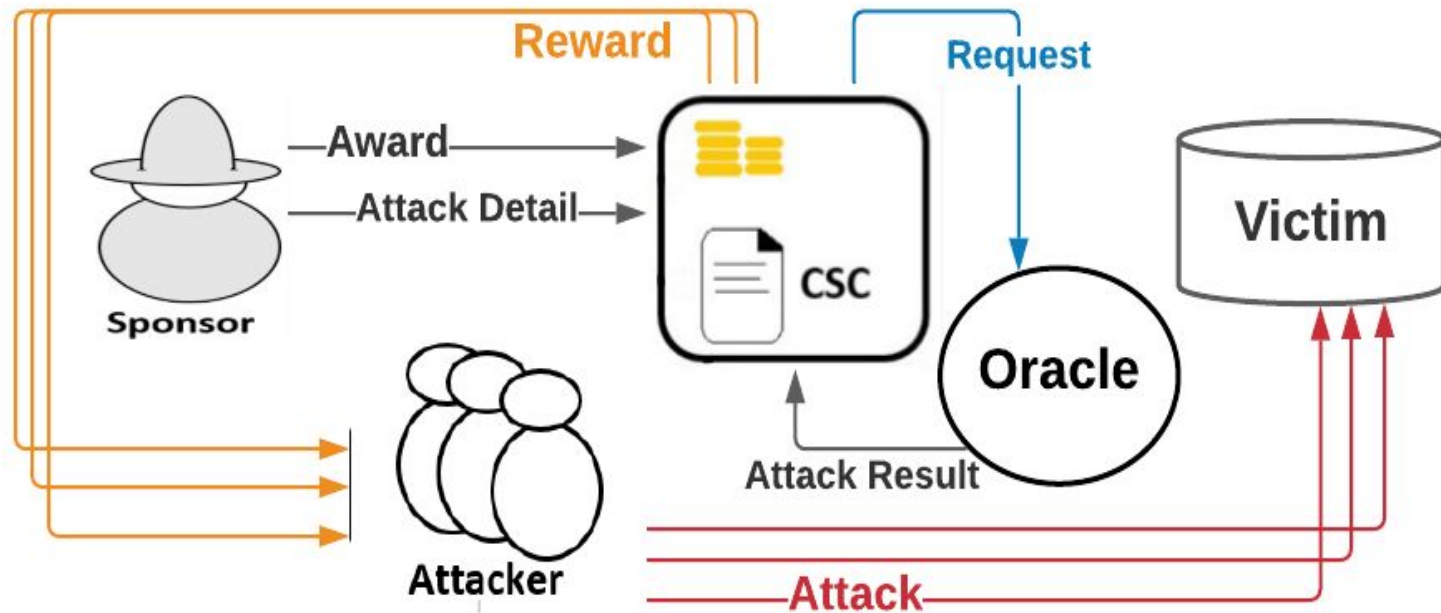 Reward
Request
Award
Attack Detail
Victim
CSC
Sponsor
Oracle
Attack Result
Attacker
Attack